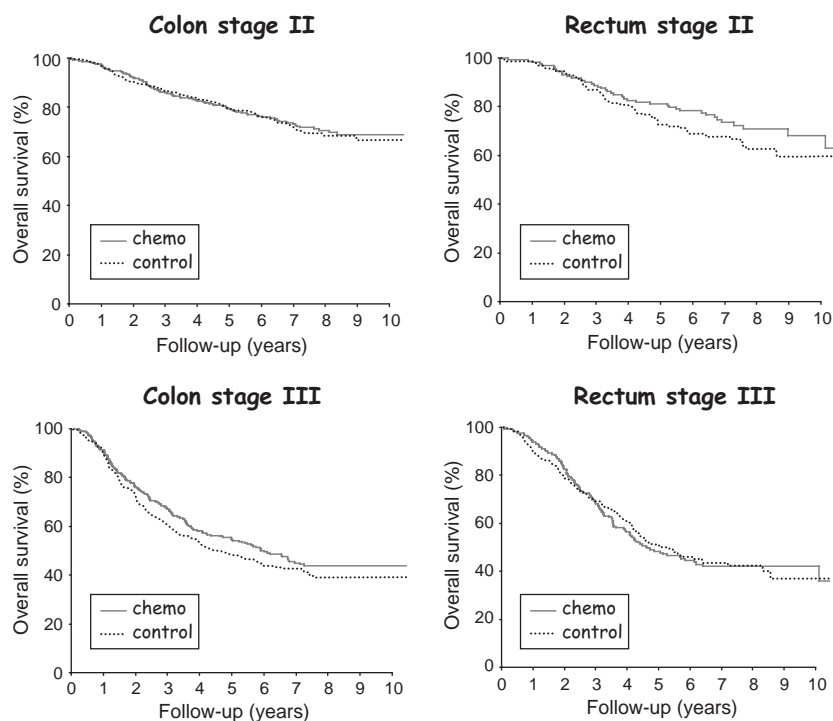 Colon stage II
Overall survival (%)
100
80
60
40
20
0
chemo
control
0 1 2 3 4 5 6 7 8 9 10
Follow-up (years)
Rectum stage II
Overall survival (%)
100
80
60
40
20
0
chemo
control
0 1 2 3 4 5 6 7 8 9 10
Follow-up (years)
Colon stage III
Overall survival (%)
100
80
60
40
20
0
chemo
control
0 1 2 3 4 5 6 7 8 9 10
Follow-up (years)
Rectum stage III
Overall survival (%)
100
80
60
40
20
0
chemo
control
0 1 2 3 4 5 6 7 8 9 10
Follow-up (years)